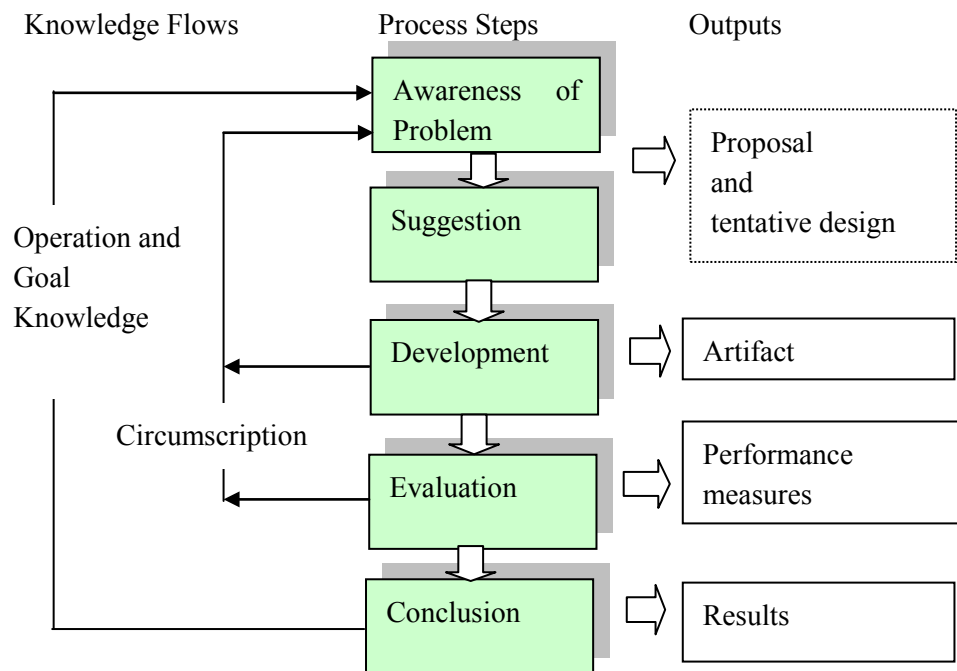 Knowledge Flows
Process Steps
Outputs
Awareness of
Problem
Proposal
and
tentative design
Suggestion
Operation and
Goal
Knowledge
Development
Artifact
Circumscription
Evaluation
Performance
measures
Conclusion
Results